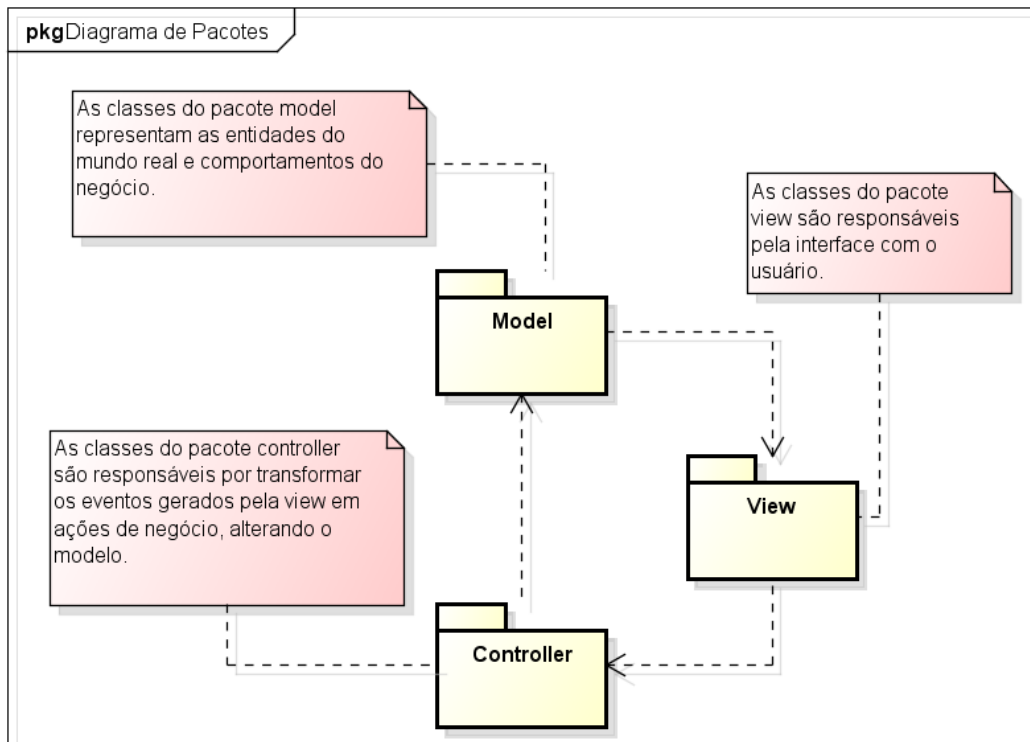 pkgDiagrama de Pacotes
As classes do pacote model
representam as entidades do
mundo real e comportamentos do
negócio.
As classes do pacote
view são responsáveis
pela interface com o
usuário.
Model
As classes do pacote controller
são responsáveis por transformar
os eventos gerados pela view em
ações de negócio, alterando o
modelo.
View
Controller